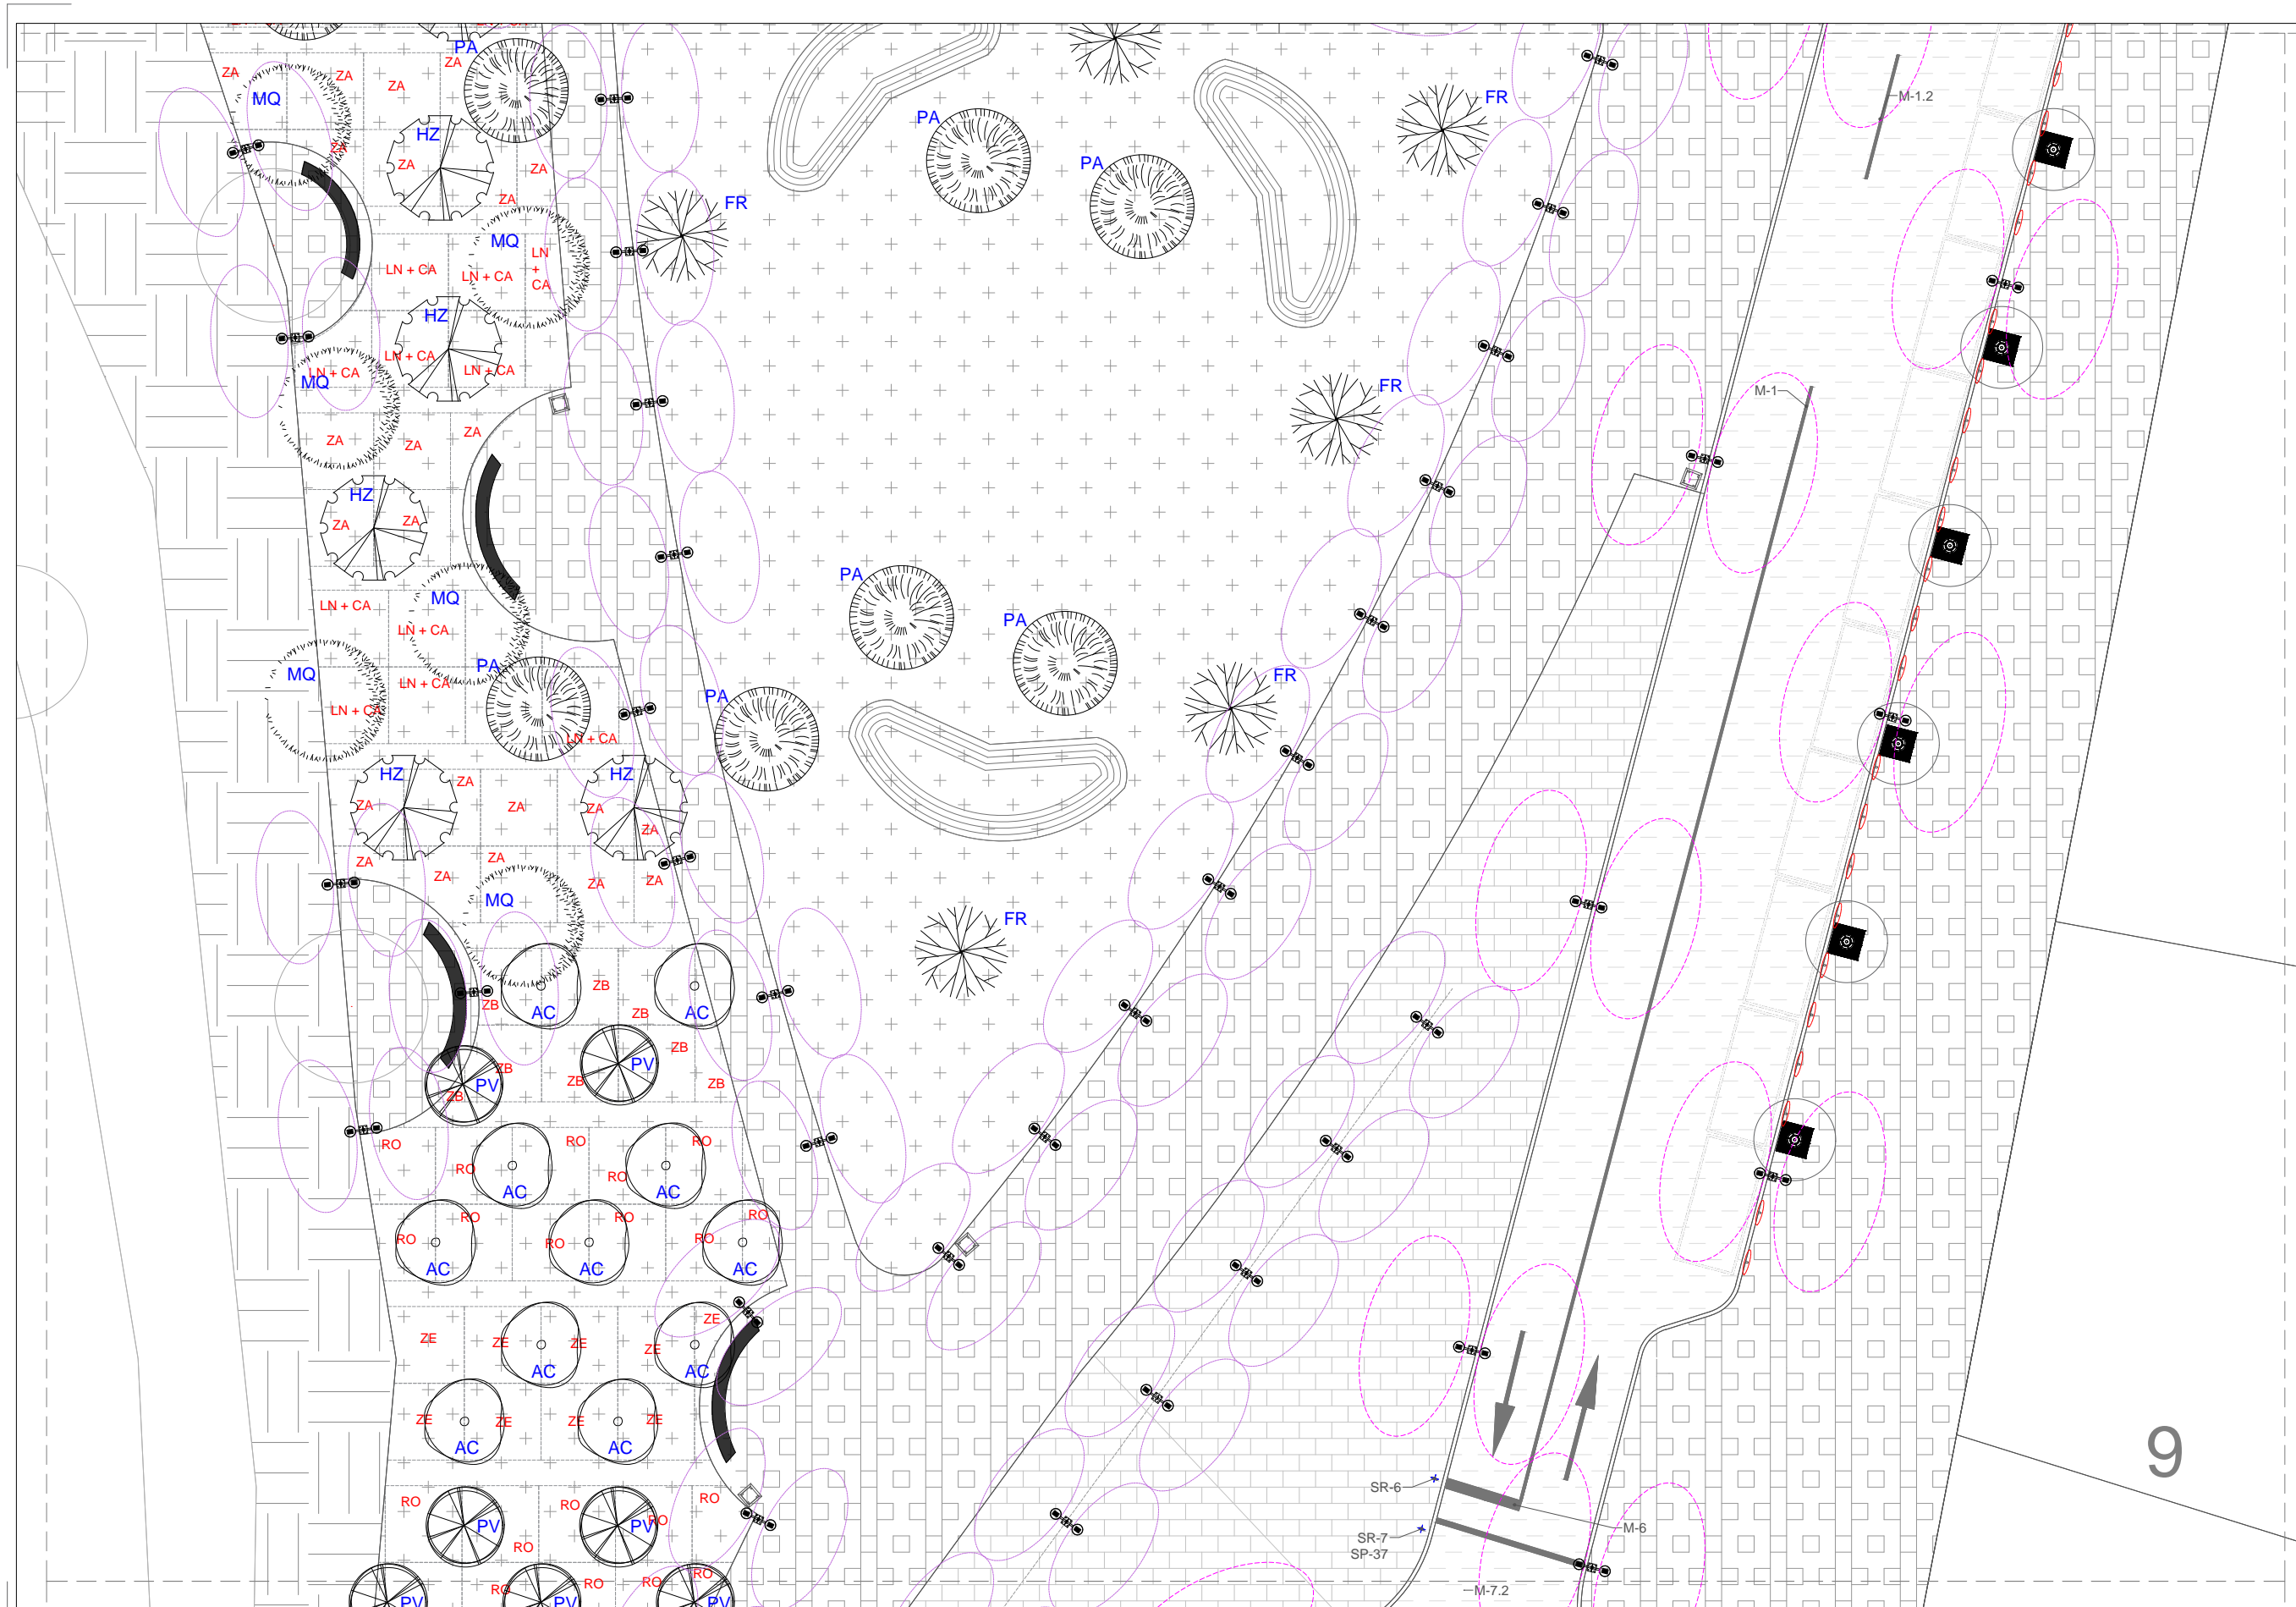 ZA
CA
PA
ZA
ZA
ZA
ZA
MQ
M-1.2
FR
PA
HZ
ZA
PA
ZA
ZA
ZA
FR
MQ
LN
+
CA
LN + CA
LN + CA
HZ
LN + CA
LN + CA
LN + CA
MQ
FR
M-1
ZA
ZA
ZA
HZ
ZA
ZA
PA
MQ
LN + CA
PA
LN + CA
PA
MQ
FR
LN + CA
PA
LN + CA
LN + CA
HZ
HZ
ZA
ZA
ZA
ZA
ZA
ZA
ZA
ZA
ZA
ZA
MQ
FR
ZB
ZB
AC
AC
ZB
ZB
PV
ZB
ZB
PV
ZB
ZB
RO
RO
RO
RO
RO
AC
AC
RO
RO
RO
RO
RO
RO
AC
AC
AC
ZE
ZE
ZE
ZE
ZE
AC
AC
ZE
ZE
ZE
ZE
AC
AC
9
SR-6
RO
RO
RO
PV
PV
RO
M-6
SR-7
SP-37
RO
RO
RO
RO
RO
M-7.2
PV
PV
PV